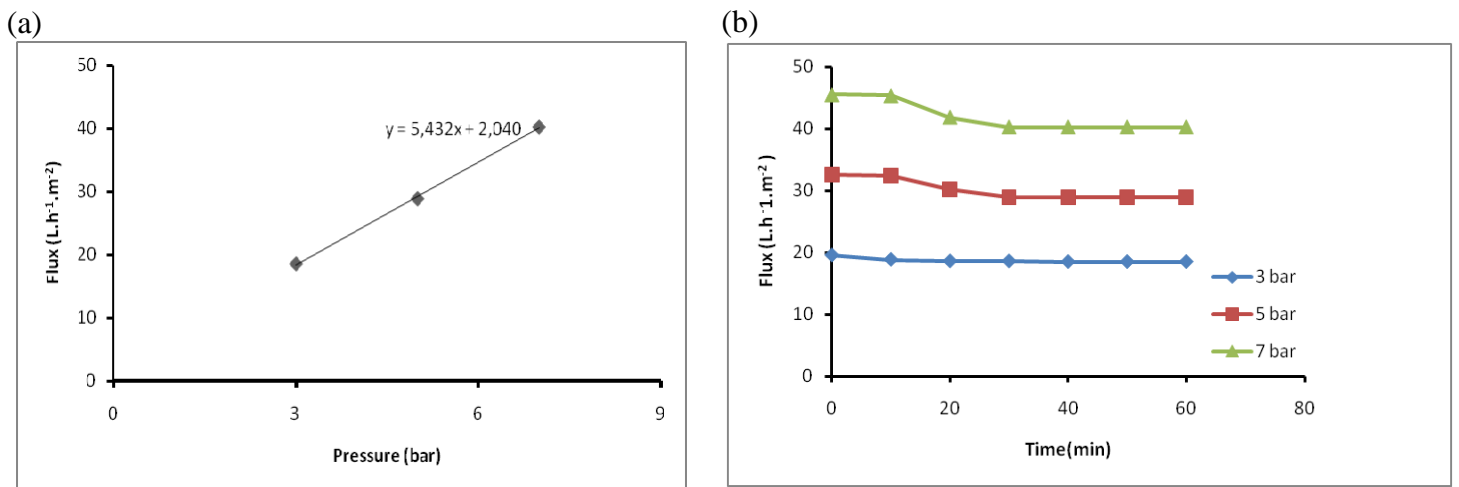 (a)
50
40
30
20
10
0
0
3
6
9
Flux (L.h⁻¹.m⁻²)
y = 5,432x + 2,040
Pressure (bar)
(b)
50
40
30
20
10
0
0
20
40
60
80
Flux (L.h⁻1.m⁻²)
3 bar
5 bar
7 bar
Time(min)